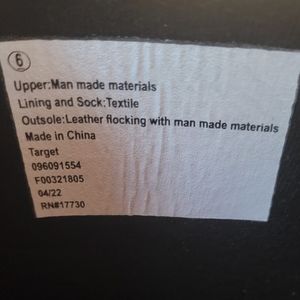 6
Upper:Man made materials
Lining and Sock:Textile
Outsole:Leather flocking with man made materials
Made in China
Target
096091554
F00321805
04/22
RN#17730